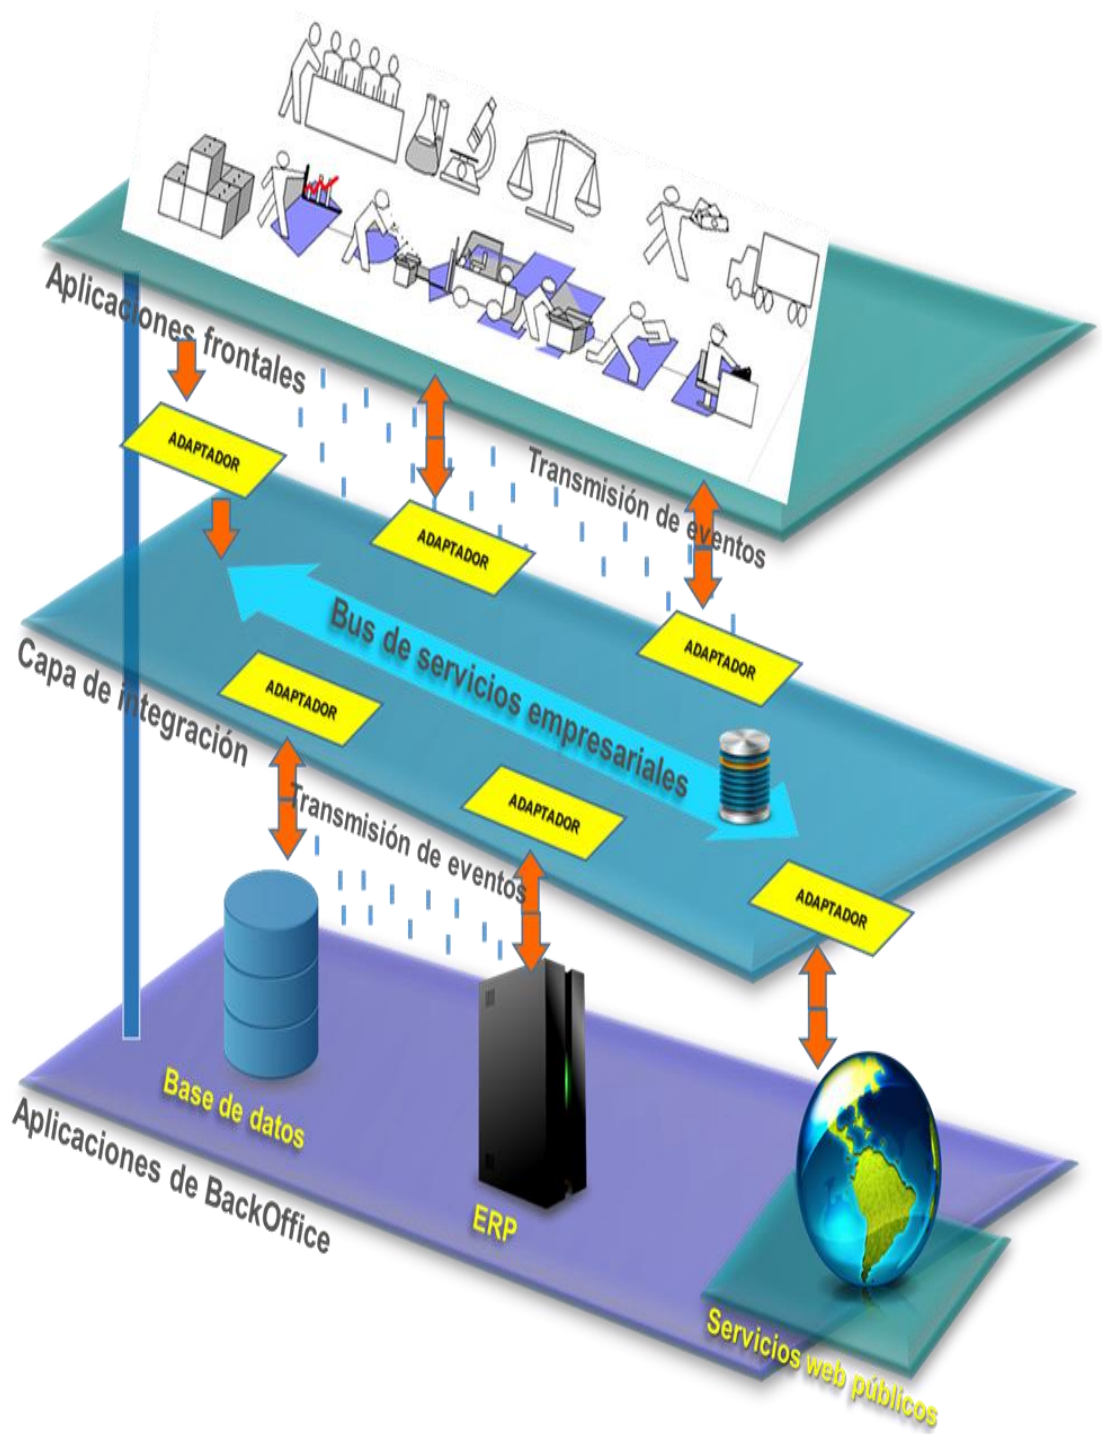 Aplicaciones frontales
ADAPTADOR
Transmisión de eventos
ADAPTADOR
ADAPTADOR
Bus de servicios empresariales
Capa de integración
ADAPTADOR
ADAPTADOR
Transmisión de eventos
ADAPTADOR
Base de datos
Aplicaciones de BackOffice
ERP
Servicios web públicos